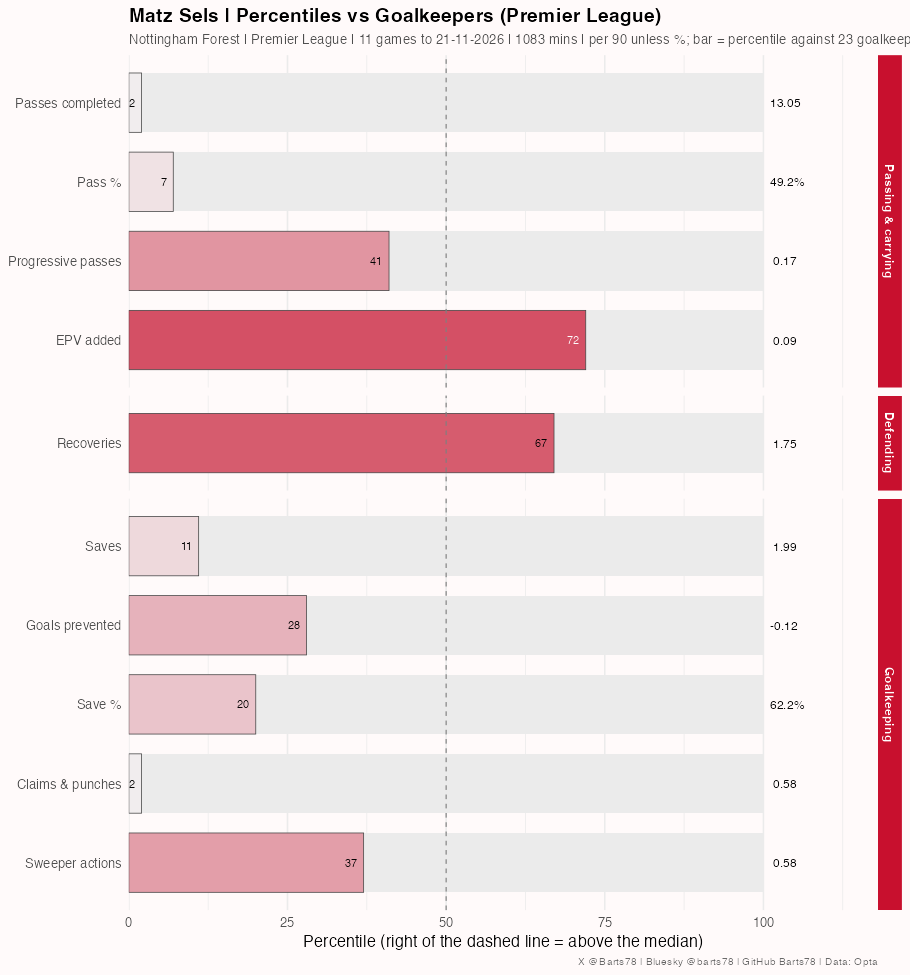 Matz Sels | Percentiles vs Goalkeepers (Premier League)
Nottingham Forest | Premier League | 11 games to 21-11-2026 | 1083 mins | per 90 unless %; bar = percentile against 23 goalkeep
Passes completed 2 13.05
Pass % 7 49.2%
Progressive passes 41 0.17
EPV added 72 0.09
Passing & carrying
Recoveries 67 1.75
Defending
Saves 11 1.99
Goals prevented 28 -0.12
Save % 20 62.2%
Claims & punches 2 0.58
Sweeper actions 37 0.58
Goalkeeping
0 25 50 75 100
Percentile (right of the dashed line = above the median)
X @Barts78 | Bluesky @barts78 | GitHub Barts78 | Data: Opta